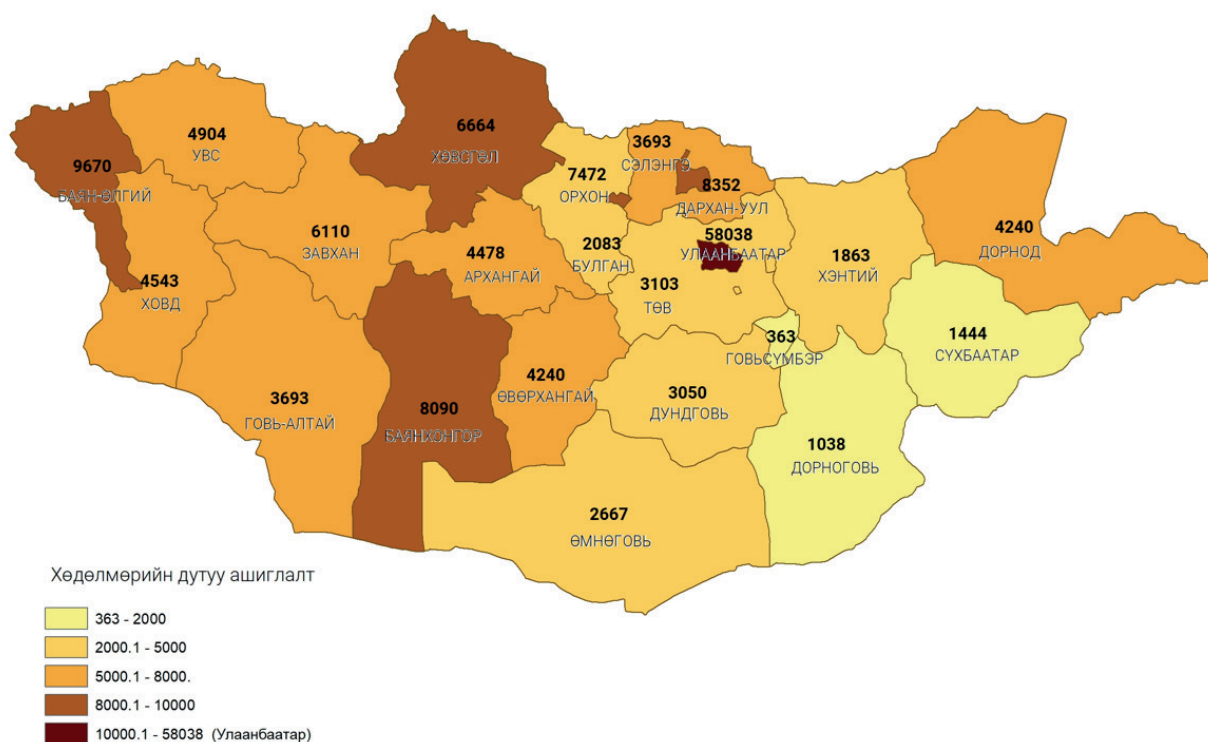 6664
ХӨВСГӨЛ
4904
УВС
9670
БАЯН-ӨЛГИЙ
3693
СЭЛЭНГЭ
7472
ОРХОН
8352
ДАРХАН-УУЛ
6110
ЗАВХАН
4478
АРХАНГАЙ
2083
БУЛГАН
58038
УЛААНБААТАР
1863
ХЭНТИЙ
4240
ДОРНОД
4543
ХОВД
3103
ТӨВ
363
ГОВЬСҮМБЭР
1444
СҮХБААТАР
3693
ГОВЬ-АЛТАЙ
8090
БАЯНХОНГОР
4240
ӨВӨРХАНГАЙ
3050
ДУНДГОВЬ
1038
ДОРНОГОВЬ
2667
ӨМНӨГОВЬ
Хөдөлмөрийн дутуу ашиглалт
363 - 2000
2000.1 - 5000
5000.1 - 8000.
8000.1 - 10000
10000.1 - 58038 (Улаанбаатар)